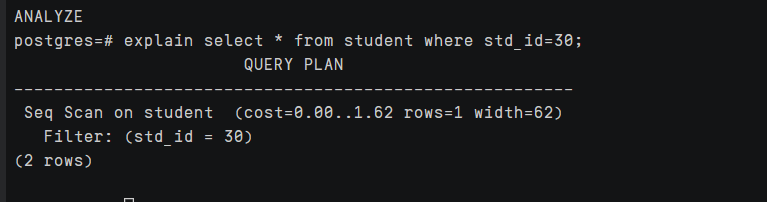 ANALYZE
postgres=# explain select * from student where std_id=30;
QUERY PLAN
---------------------------------------------------------
Seq Scan on student  (cost=0.00..1.62 rows=1 width=62)
Filter: (std_id = 30)
(2 rows)